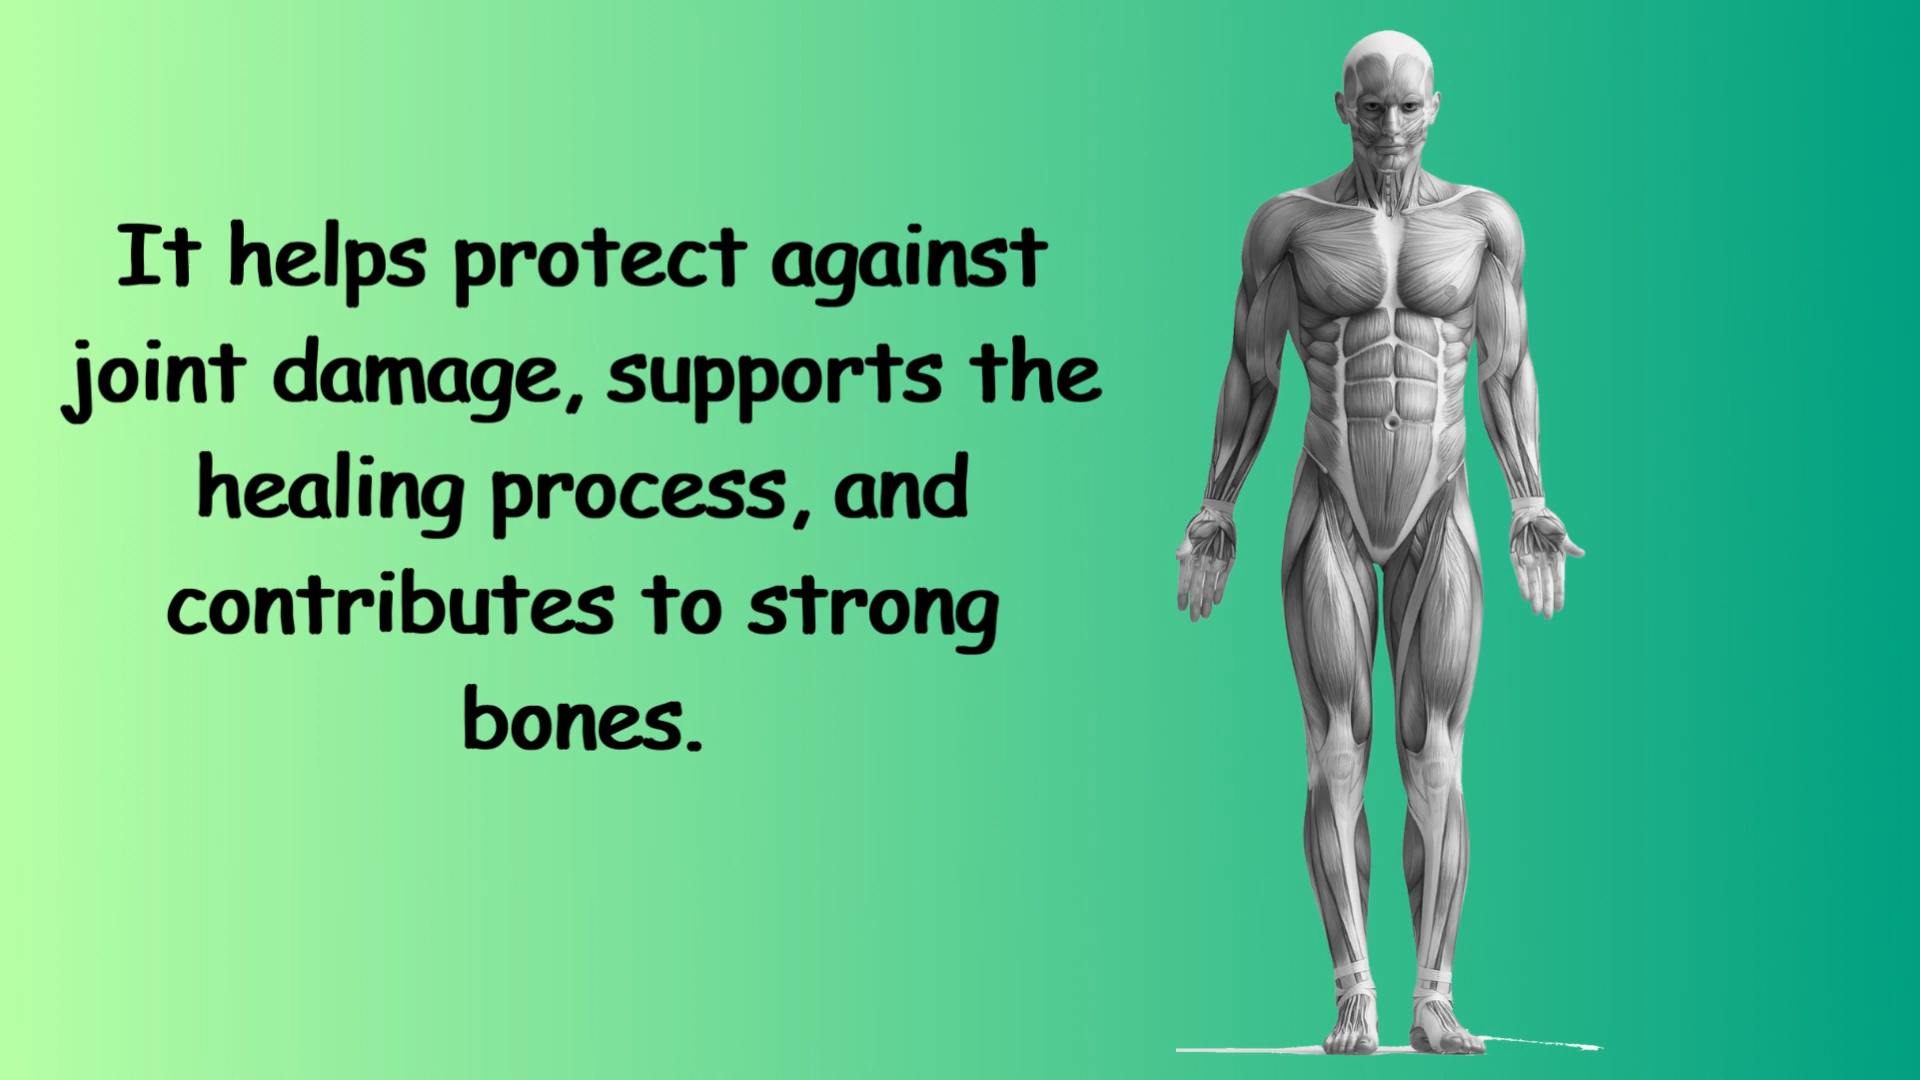 It helps protect against
joint damage, supports the
healing process, and
contributes to strong
bones.